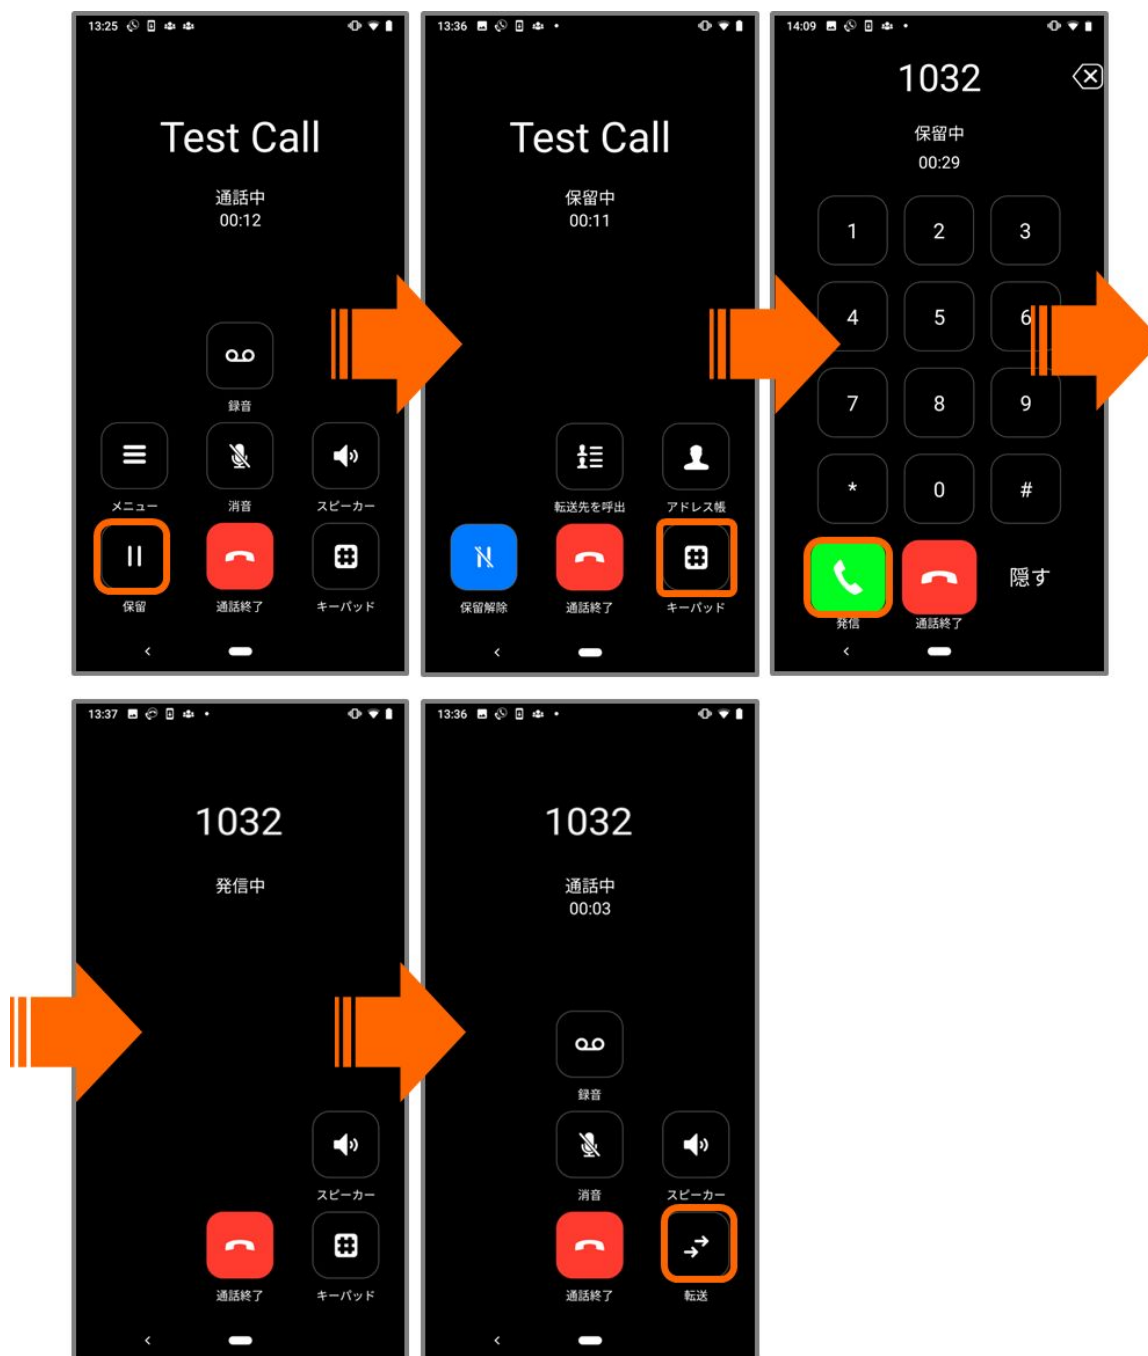 13:25
Test Call
通話中
00:12
録音
メニュー
消音
スピーカー
保留
通話終了
キーパッド
13:36
Test Call
保留中
00:11
転送先を呼出
アドレス帳
保留解除
通話終了
キーパッド
14:09
1032
保留中
00:29
1 2 3
4 5 6
7 8 9
* 0 #
隠す
発信
通話終了
13:37
1032
発信中
スピーカー
通話終了
キーパッド
13:36
1032
通話中
00:03
録音
消音
スピーカー
通話終了
転送